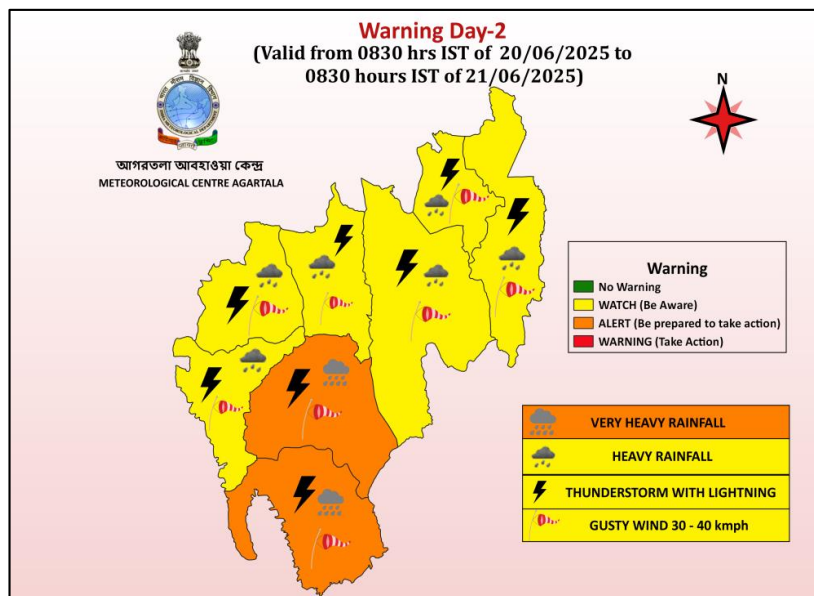 Warning Day-2
(Valid from 0830 hrs IST of 20/06/2025 to
0830 hours IST of 21/06/2025)
আগরতলা আবহাওয়া কেন্দ্র
METEOROLOGICAL CENTRE AGARTALA
N
Warning
No Warning
WATCH (Be Aware)
ALERT (Be prepared to take action)
WARNING (Take Action)
VERY HEAVY RAINFALL
HEAVY RAINFALL
THUNDERSTORM WITH LIGHTNING
GUSTY WIND 30 - 40 kmph